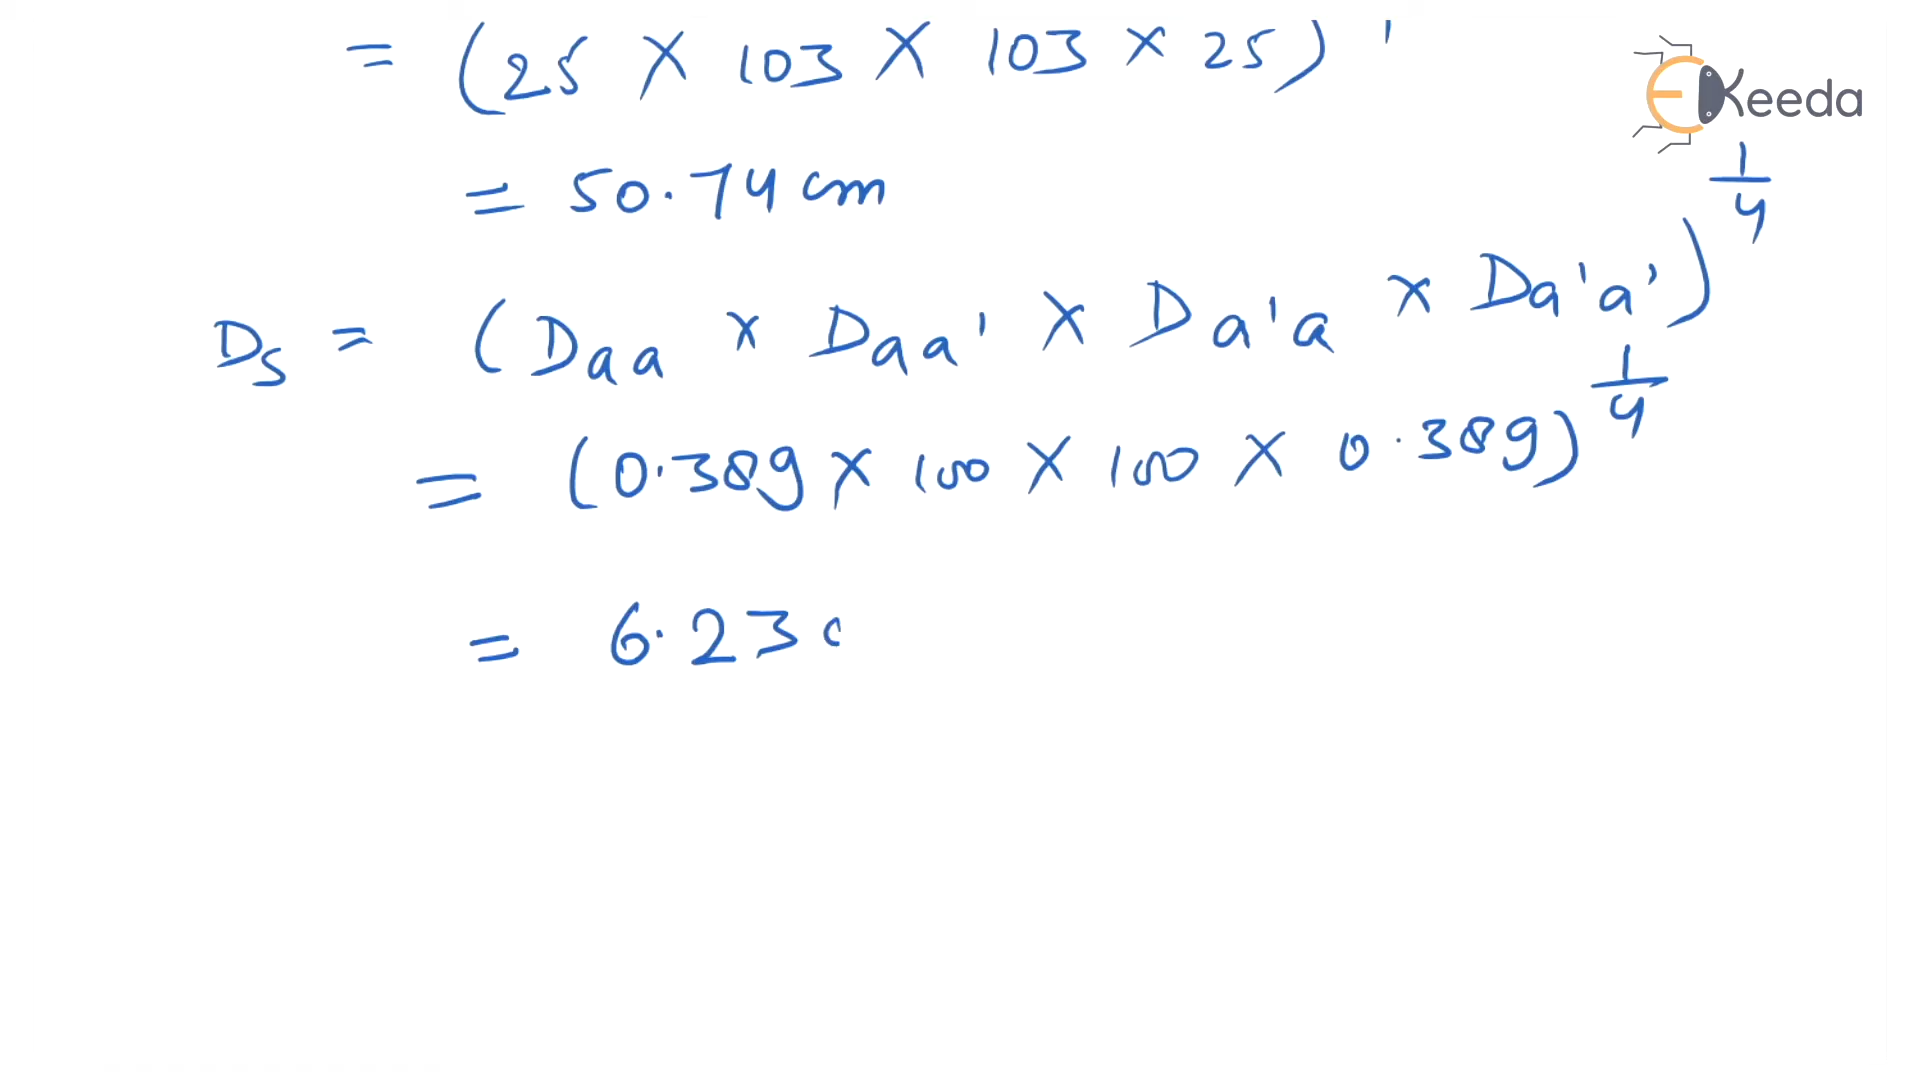 = (25 × 103 × 103 × 25)'
EKeeda
= 50.74 cm
Ds = (Daa × Daa' × Da'a × Da'a')^1/4
= (0.389 × 100 × 100 × 0.389)^1/4
= 6.23 c